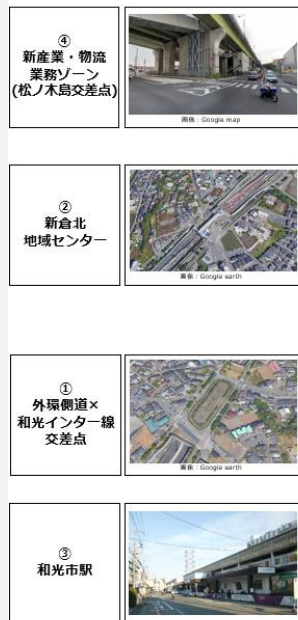 ④
新産業・物流
業務ゾーン
(松ノ木島交差点)
画像：Google map
②
新倉北
地域センター
画像：Google earth
①
外環側道×
和光インター線
交差点
画像：Google earth
③
和光市駅